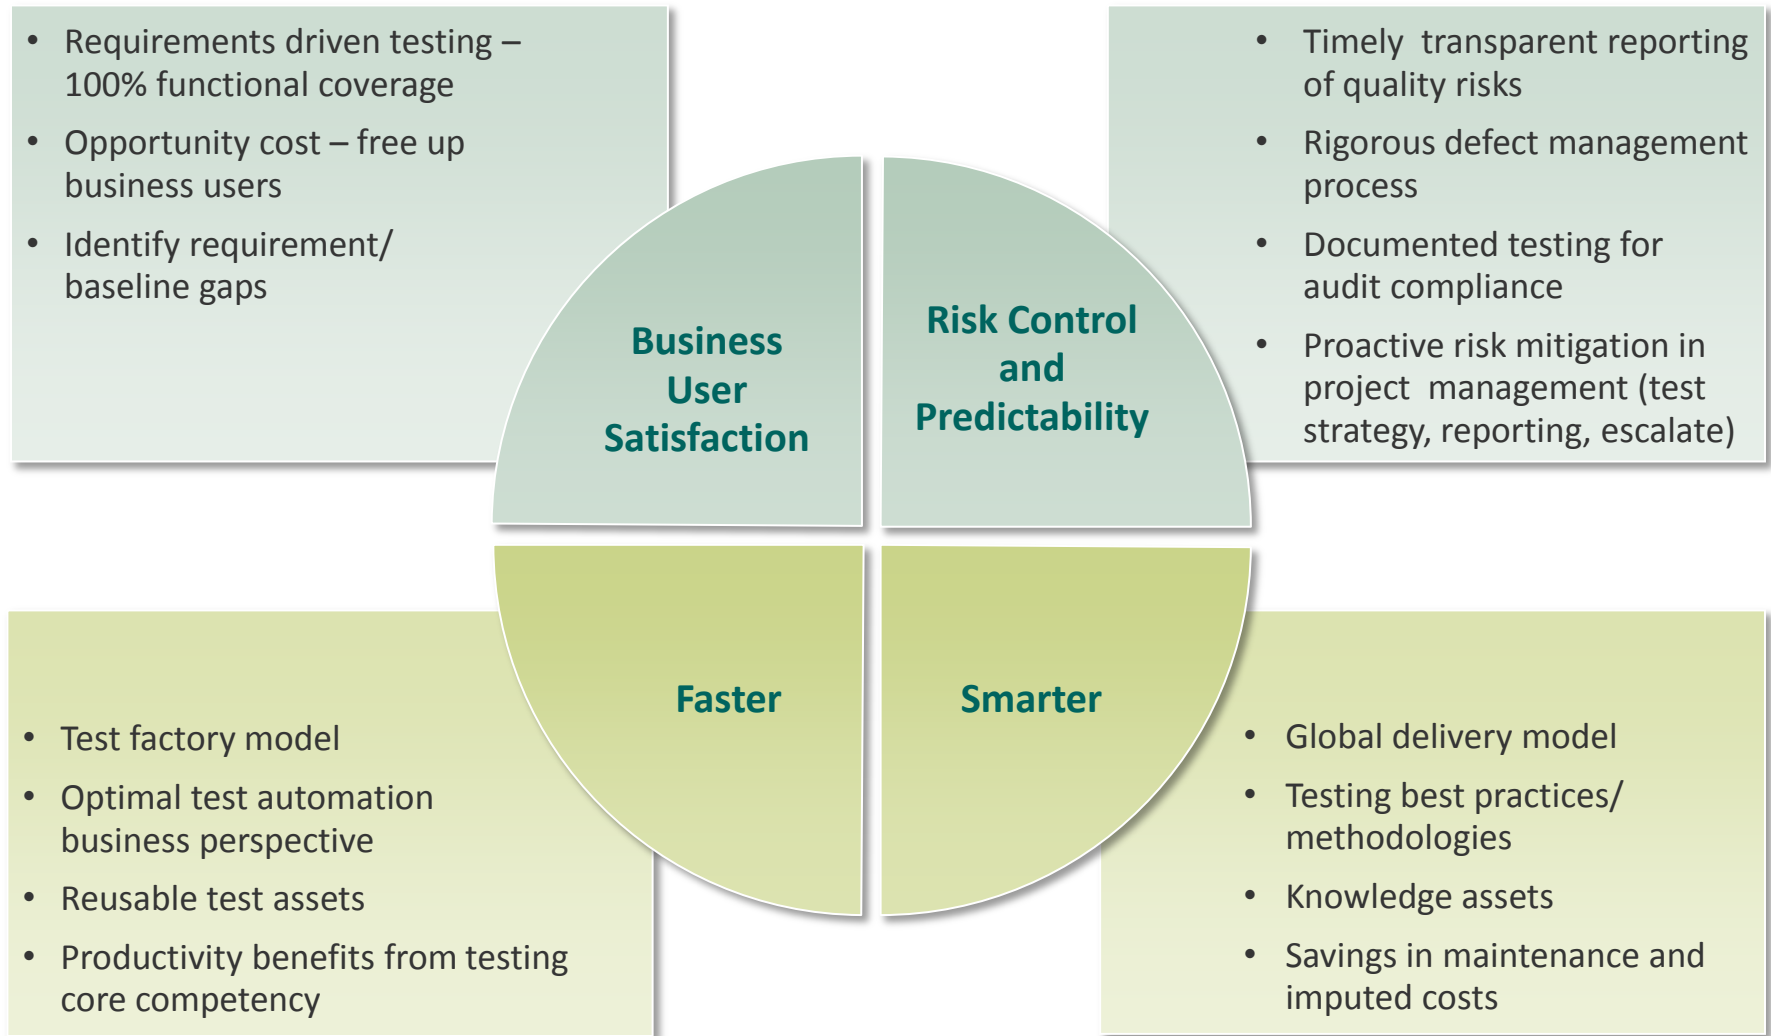 • Requirements driven testing –
100% functional coverage
• Opportunity cost – free up
business users
• Identify requirement/
baseline gaps
• Timely  transparent reporting
of quality risks
• Rigorous defect management
process
• Documented testing for
audit compliance
• Proactive risk mitigation in
project  management (test
strategy, reporting, escalate)
Business
User
Satisfaction
Risk Control
and
Predictability
Faster
Smarter
• Test factory model
• Optimal test automation
business perspective
• Reusable test assets
• Productivity benefits from testing
core competency
• Global delivery model
• Testing best practices/
methodologies
• Knowledge assets
• Savings in maintenance and
imputed costs